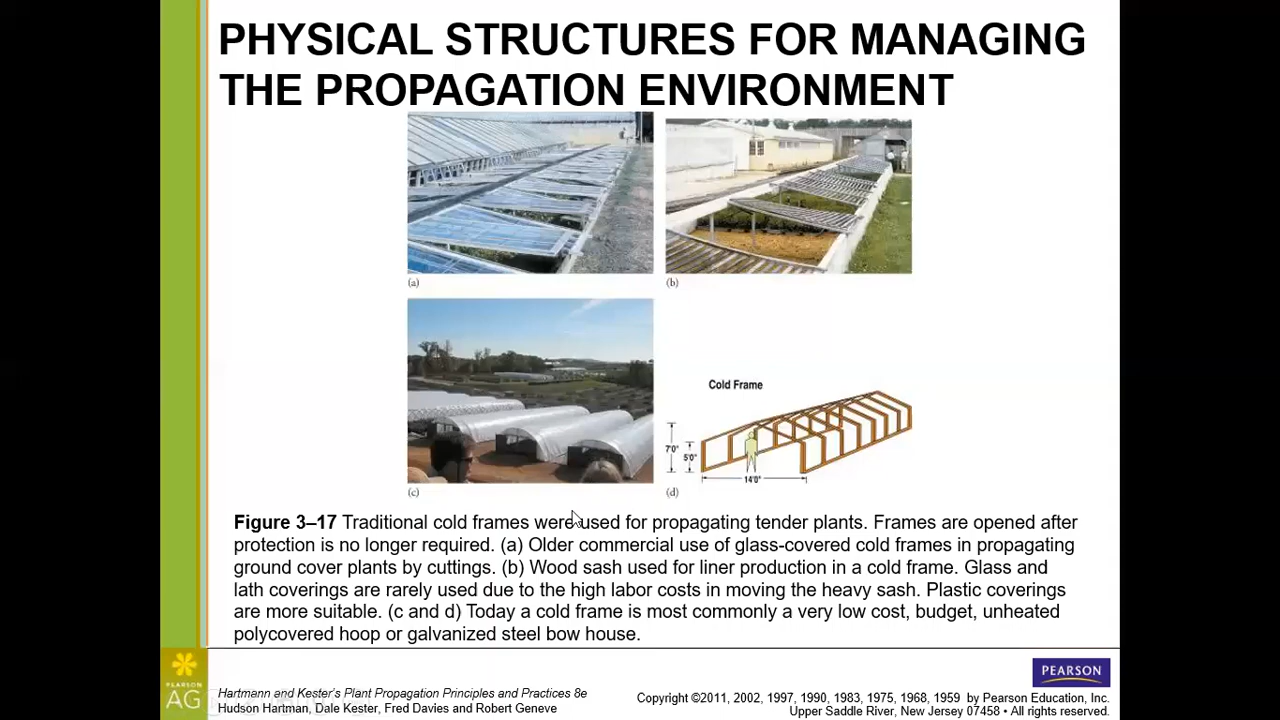 PHYSICAL STRUCTURES FOR MANAGING
THE PROPAGATION ENVIRONMENT
(a)
(b)
Cold Frame
7'0"
5'0"
14'0"
(c)
(d)
Figure 3–17 Traditional cold frames were used for propagating tender plants. Frames are opened after
protection is no longer required. (a) Older commercial use of glass-covered cold frames in propagating
ground cover plants by cuttings. (b) Wood sash used for liner production in a cold frame. Glass and
lath coverings are rarely used due to the high labor costs in moving the heavy sash. Plastic coverings
are more suitable. (c and d) Today a cold frame is most commonly a very low cost, budget, unheated
polycovered hoop or galvanized steel bow house.
PEARSON
AG
Hartmann and Kester's Plant Propagation Principles and Practices 8e
Hudson Hartman, Dale Kester, Fred Davies and Robert Geneve
PEARSON
Copyright ©2011, 2002, 1997, 1990, 1983, 1975, 1968, 1959 by Pearson Education, Inc.
Upper Saddle River, New Jersey 07458 • All rights reserved.